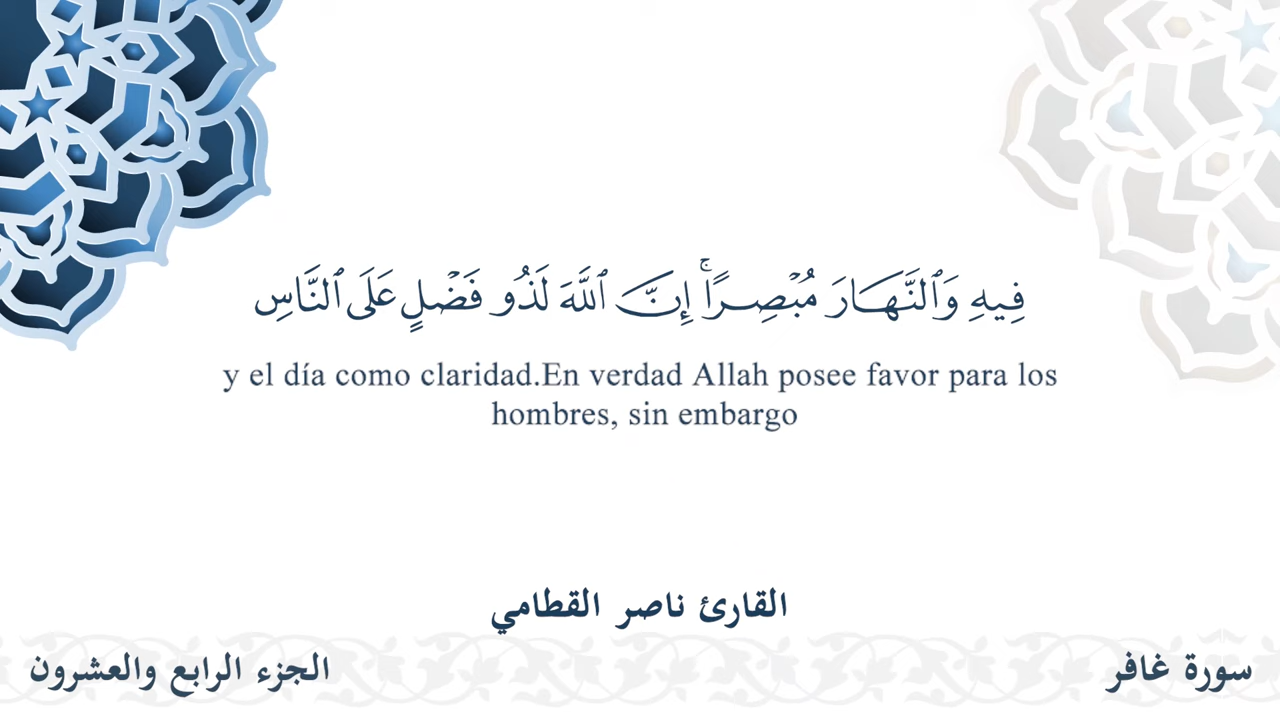 فِيهِ وَٱلنَّهَارَ مُبۡصِرًاۚ إِنَّ ٱللَّهَ لَذُو فَضۡلٍ عَلَى ٱلنَّاسِ
y el día como claridad.En verdad Allah posee favor para los
hombres, sin embargo
القارئ ناصر القطامي
سورة غافر
الجزء الرابع والعشرون